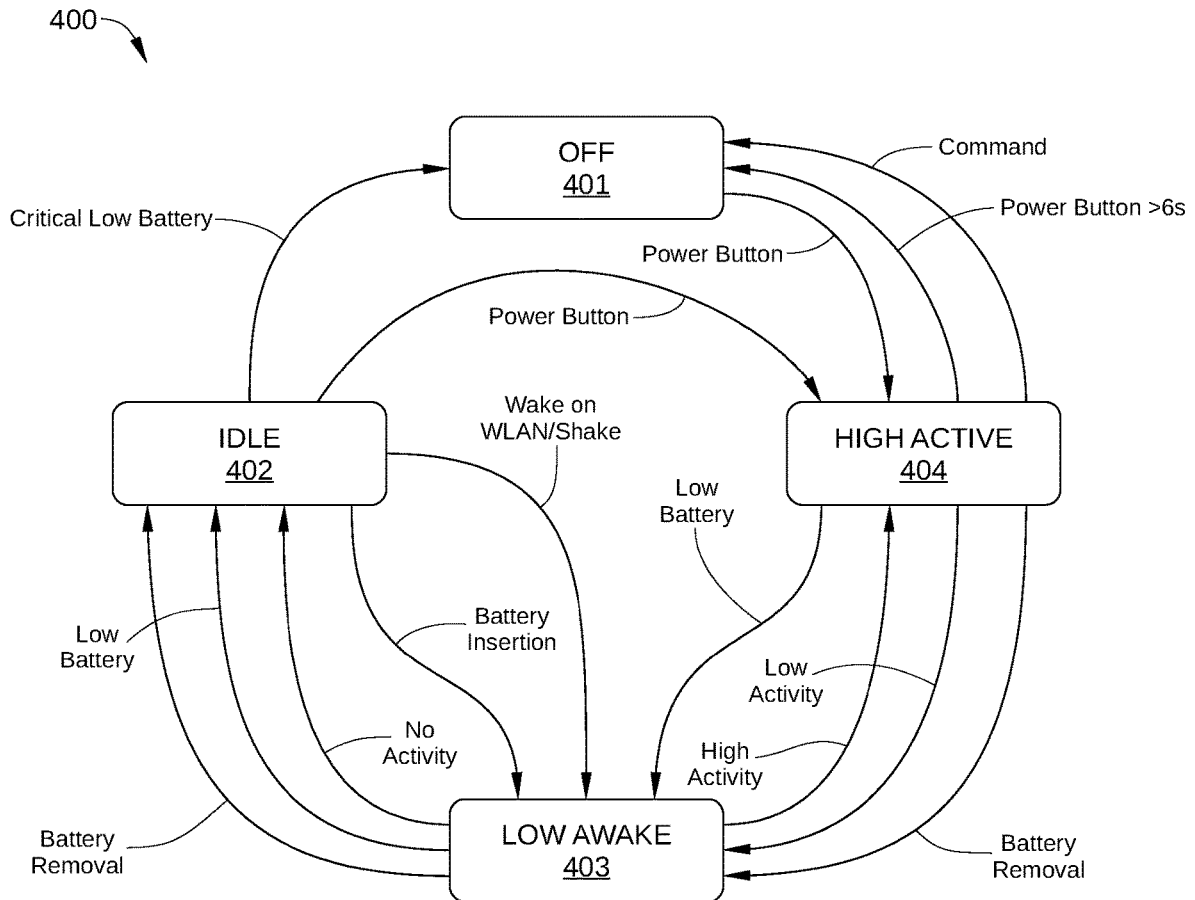 400
OFF
401
Command
Critical Low Battery
Power Button >6s
Power Button
Power Button
Wake on
WLAN/Shake
IDLE
402
HIGH ACTIVE
404
Low
Battery
Battery
Insertion
Low
Battery
Low
Activity
No
Activity
High
Activity
LOW AWAKE
403
Battery
Removal
Battery
Removal